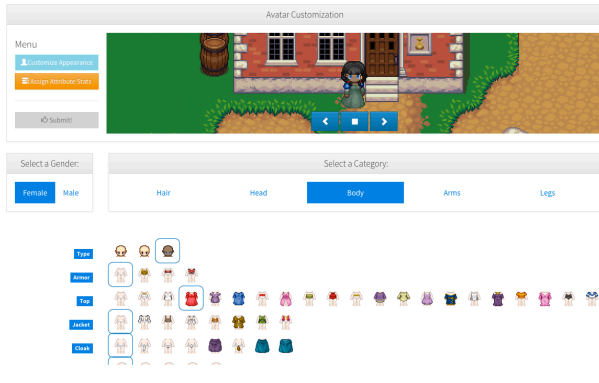 Avatar Customization
Menu
Customize Appearance
Assign Attribute Stats
Submit!
Select a Gender:
Female Male
Select a Category:
Hair Head Body Arms Legs
Type
Armor
Top
Jacket
Cloak